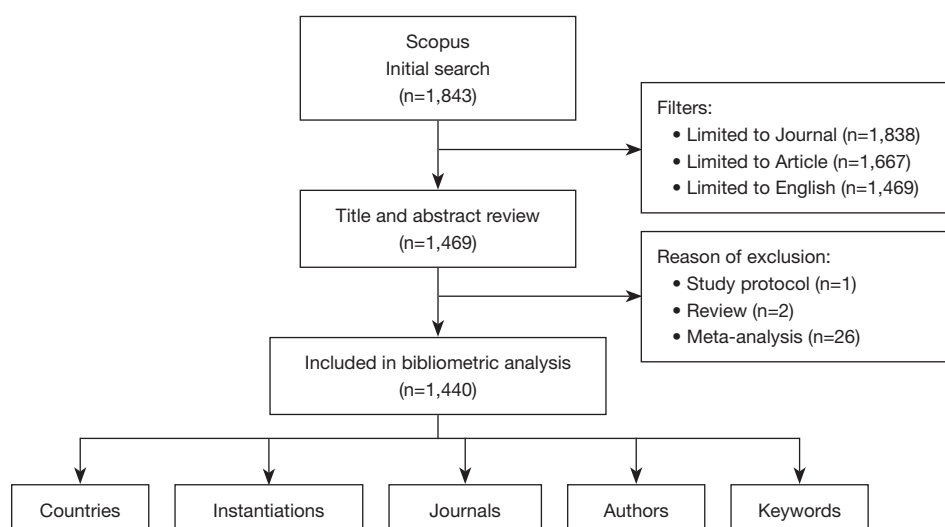 Scopus
Initial search
(n=1,843)
Filters:
• Limited to Journal (n=1,838)
• Limited to Article (n=1,667)
• Limited to English (n=1,469)
Title and abstract review
(n=1,469)
Reason of exclusion:
• Study protocol (n=1)
• Review (n=2)
• Meta-analysis (n=26)
Included in bibliometric analysis
(n=1,440)
Countries
Instantiations
Journals
Authors
Keywords